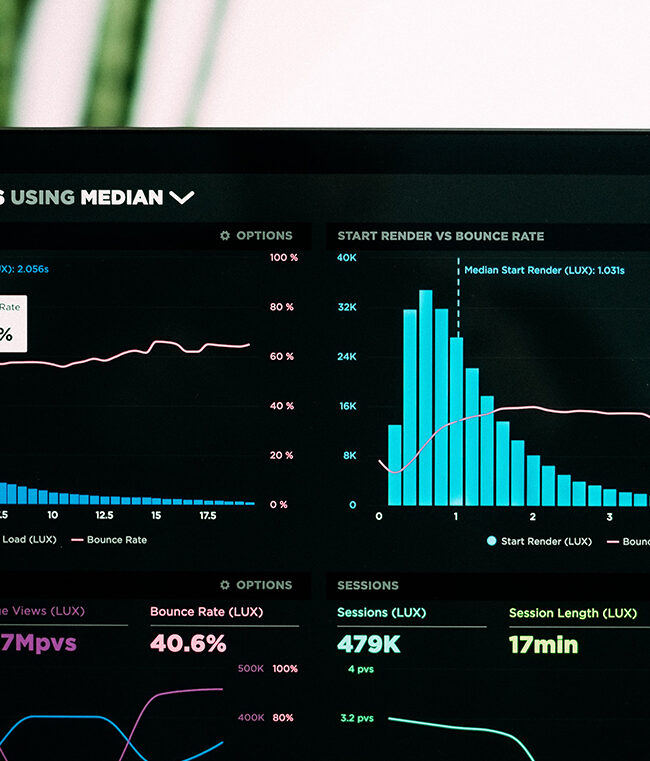 S USING MEDIAN
OPTIONS
START RENDER VS BOUNCE RATE
100 %
40K
UX): 2.056s
Median Start Render (LUX): 1.031s
Rate
80 %
32K
%
60 %
24K
40 %
16K
20 %
8K
0 %
0
.5 10 12.5 15 17.5
0 1 2 3
Load (LUX) Bounce Rate
Start Render (LUX) Boun
OPTIONS
SESSIONS
ge Views (LUX) Bounce Rate (LUX)
Sessions (LUX) Session Length (LUX)
7Mpvs 40.6%
479K 17min
500K 100%
4 pvs
400K 80%
3.2 pvs